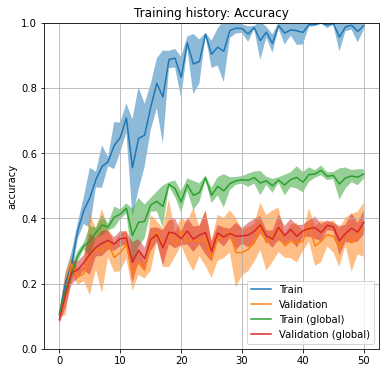 Training history: Accuracy
accuracy
1.0
0.8
0.6
0.4
0.2
0.0
0
10
20
30
40
50
Train
Validation
Train (global)
Validation (global)